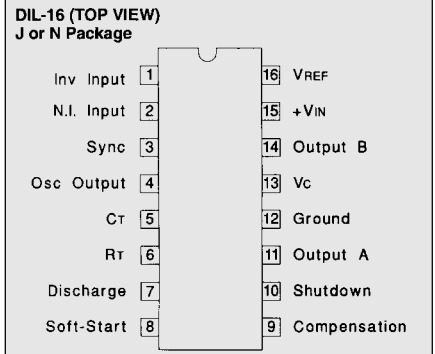 DIL-16 (TOP VIEW)
J or N Package
Inv Input 1 16 VREF
N.I. Input 2 15 +VIN
Sync 3 14 Output B
Osc Output 4 13 Vc
CT 5 12 Ground
RT 6 11 Output A
Discharge 7 10 Shutdown
Soft-Start 8 9 Compensation